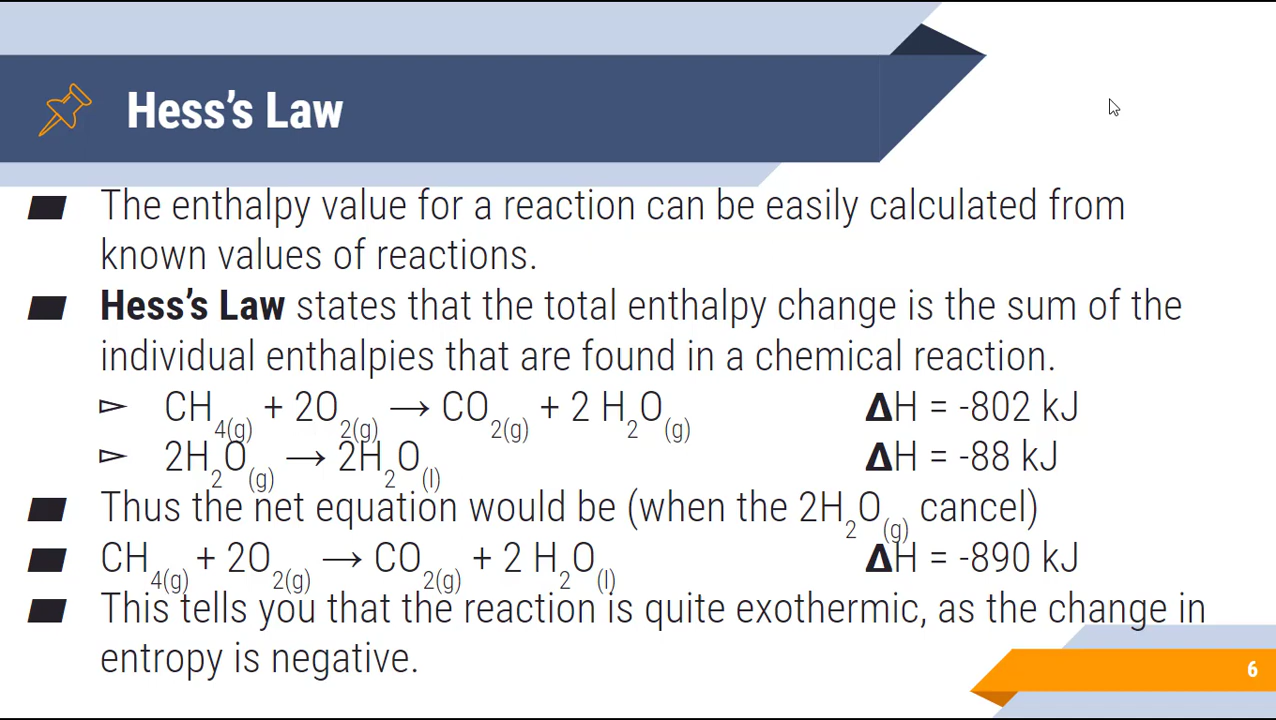 Hess's Law
The enthalpy value for a reaction can be easily calculated from
known values of reactions.
Hess's Law states that the total enthalpy change is the sum of the
individual enthalpies that are found in a chemical reaction.
CH4(g) + 2O2(g) → CO2(g) + 2 H2O(g) ΔH = -802 kJ
2H2O(g) → 2H2O(l) ΔH = -88 kJ
Thus the net equation would be (when the 2H2O(g) cancel)
CH4(g) + 2O2(g) → CO2(g) + 2 H2O(l) ΔH = -890 kJ
This tells you that the reaction is quite exothermic, as the change in
entropy is negative.
6